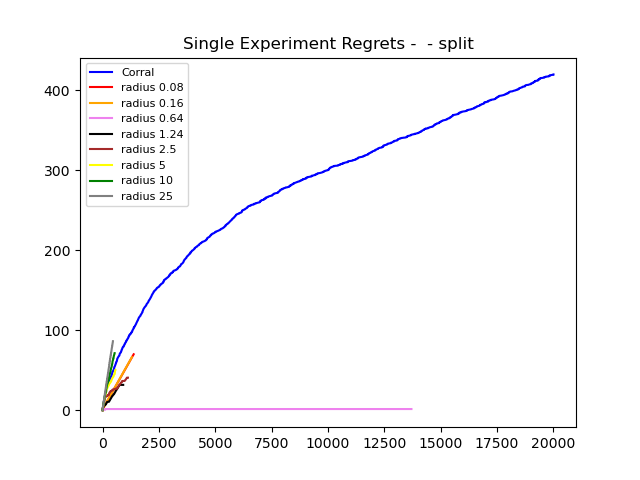 Single Experiment Regrets -  - split
Corral
radius 0.08
radius 0.16
radius 0.64
radius 1.24
radius 2.5
radius 5
radius 10
radius 25
400
300
200
100
0
0 2500 5000 7500 10000 12500 15000 17500 20000